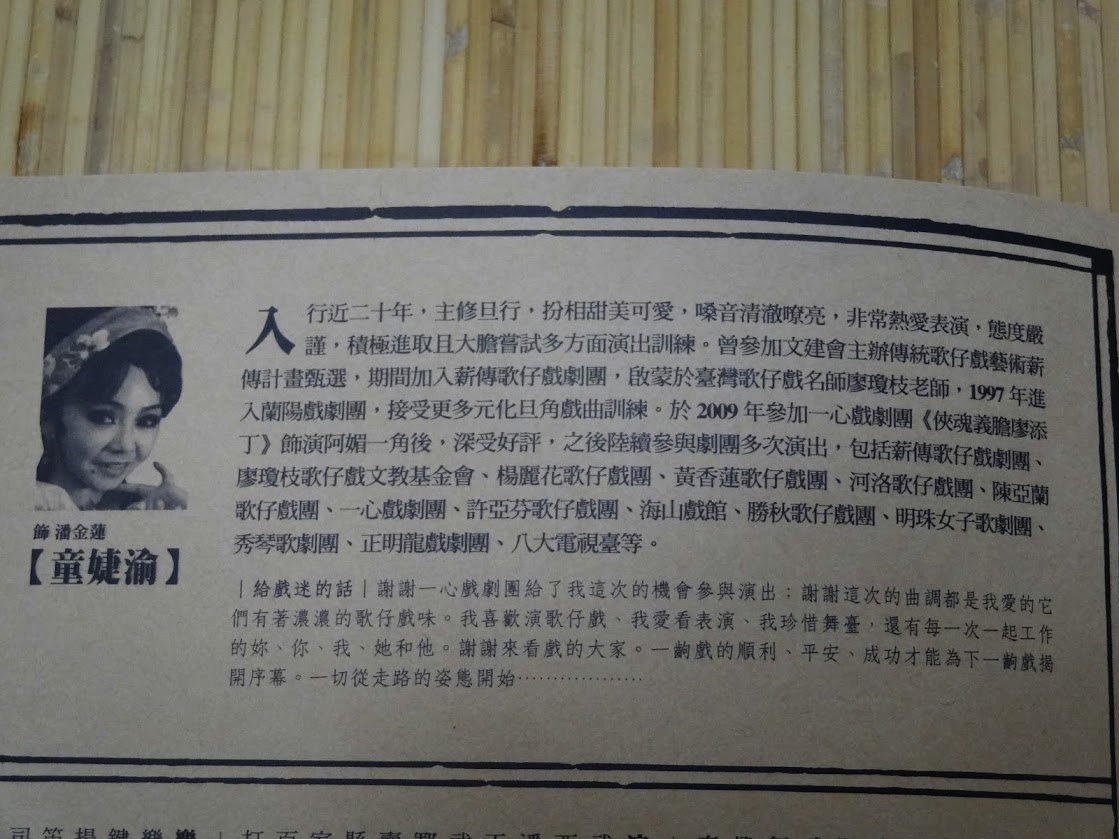 飾 潘金蓮
【童婕渝】
入行近二十年，主修旦行，扮相甜美可愛，嗓音清澈嘹亮，非常熱愛表演，態度嚴
謹，積極進取且大膽嘗試多方面演出訓練。曾參加文建會主辦傳統歌仔戲藝術薪
傳計畫甄選，期間加入薪傳歌仔戲劇團，啟蒙於臺灣歌仔戲名師廖瓊枝老師，1997 年進
入蘭陽戲劇團，接受更多元化旦角戲曲訓練。於 2009 年參加一心戲劇團《俠魂義膽廖添
丁》飾演阿媚一角後，深受好評，之後陸續參與劇團多次演出，包括薪傳歌仔戲劇團、
廖瓊枝歌仔戲文教基金會、楊麗花歌仔戲團、黃香蓮歌仔戲團、河洛歌仔戲團、陳亞蘭
歌仔戲團、一心戲劇團、許亞芬歌仔戲團、海山戲館、勝秋歌仔戲團、明珠女子歌劇團、
秀琴歌劇團、正明龍戲劇團、八大電視臺等。
｜給戲迷的話｜謝謝一心戲劇團給了我這次的機會參與演出；謝謝這次的曲調都是我愛的它
們有著濃濃的歌仔戲味。我喜歡演歌仔戲、我愛看表演、我珍惜舞臺，還有每一次一起工作
的妳、你、我、她和他。謝謝來看戲的大家。一齣戲的順利、平安、成功才能為下一齣戲揭
開序幕。一切從走路的姿態開始………………